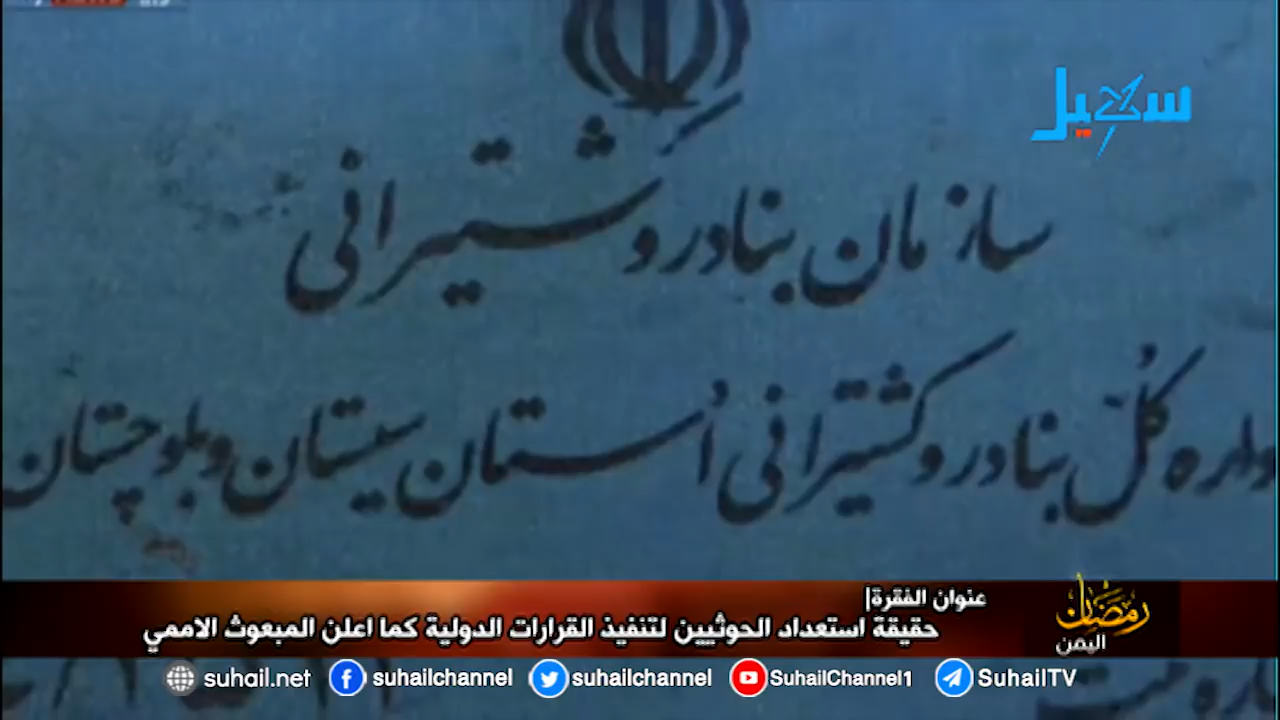 سهيل
سازمان بنادر و کشتیرانی
اداره کل بنادر و کشتیرانی استان سیستان و بلوچستان
عنوان الفقرة|
حقيقة استعداد الحوثيين لتنفيذ القرارات الدولية كما اعلن المبعوث الاممي
رمضان
اليمن
suhail.net suhailchannel suhailchannel SuhailChannel1 SuhailTV